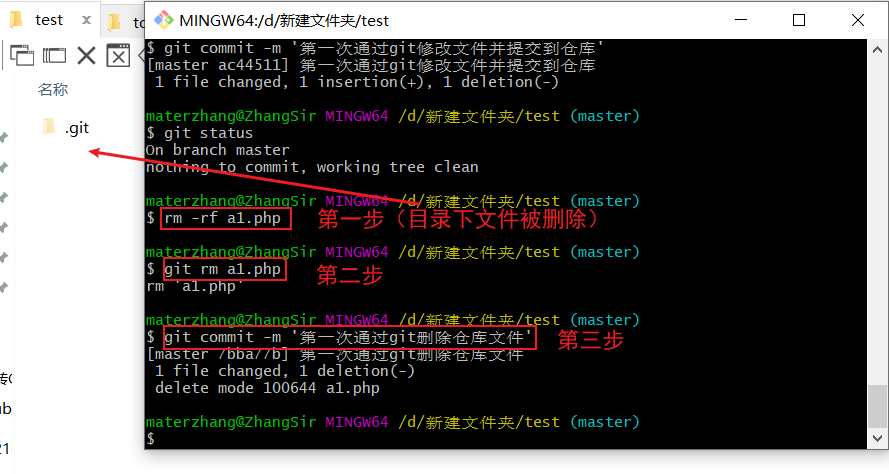 test
to
MINGW64:/d/新建文件夹/test
名称
.git
$ git commit -m '第一次通过git修改文件并提交到仓库'
[master ac44511] 第一次通过git修改文件并提交到仓库
1 file changed, 1 insertion(+), 1 deletion(-)
materzhang@ZhangSir MINGW64 /d/新建文件夹/test (master)
$ git status
On branch master
nothing to commit, working tree clean
materzhang@ZhangSir MINGW64 /d/新建文件夹/test (master)
$ rm -rf a1.php 第一步（目录下文件被删除）
materzhang@ZhangSir MINGW64 /d/新建文件夹/test (master)
$ git rm a1.php 第二步
rm 'a1.php'
materzhang@ZhangSir MINGW64 /d/新建文件夹/test (master)
$ git commit -m '第一次通过git删除仓库文件' 第三步
[master 7bba77b] 第一次通过git删除仓库文件
1 file changed, 1 deletion(-)
delete mode 100644 a1.php
materzhang@ZhangSir MINGW64 /d/新建文件夹/test (master)
$
ub
21